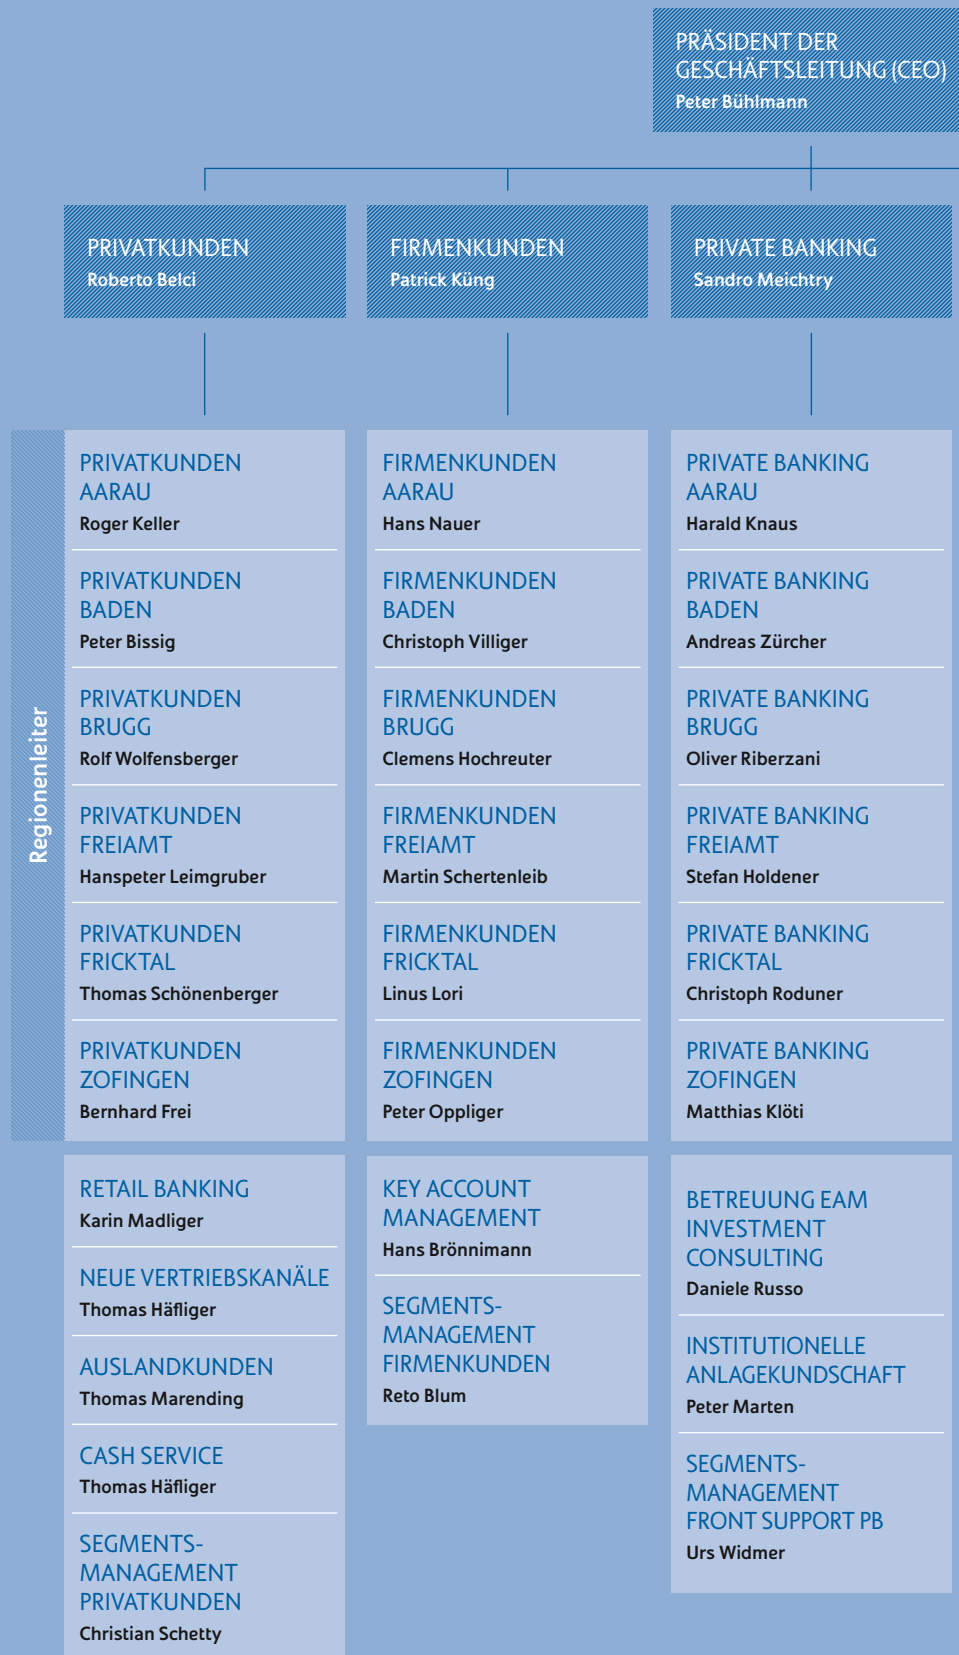 PRÄSIDENT DER
GESCHÄFTSLEITUNG (CEO)
Peter Bühlmann
PRIVATKUNDEN
Roberto Belci
FIRMENKUNDEN
Patrick Küng
PRIVATE BANKING
Sandro Meichtry
Regionenleiter
PRIVATKUNDEN
AARAU
Roger Keller
PRIVATKUNDEN
BADEN
Peter Bissig
PRIVATKUNDEN
BRUGG
Rolf Wolfensberger
PRIVATKUNDEN
FREIAMT
Hanspeter Leimgruber
PRIVATKUNDEN
FRICKTAL
Thomas Schönenberger
PRIVATKUNDEN
ZOFINGEN
Bernhard Frei
RETAIL BANKING
Karin Madliger
NEUE VERTRIEBSKANÄLE
Thomas Häfliger
AUSLANDKUNDEN
Thomas Marending
CASH SERVICE
Thomas Häfliger
SEGMENTS-
MANAGEMENT
PRIVATKUNDEN
Christian Schetty
FIRMENKUNDEN
AARAU
Hans Nauer
FIRMENKUNDEN
BADEN
Christoph Villiger
FIRMENKUNDEN
BRUGG
Clemens Hochreuter
FIRMENKUNDEN
FREIAMT
Martin Schertenleib
FIRMENKUNDEN
FRICKTAL
Linus Lori
FIRMENKUNDEN
ZOFINGEN
Peter Oppliger
KEY ACCOUNT
MANAGEMENT
Hans Brönnimann
SEGMENTS-
MANAGEMENT
FIRMENKUNDEN
Reto Blum
PRIVATE BANKING
AARAU
Harald Knaus
PRIVATE BANKING
BADEN
Andreas Zürcher
PRIVATE BANKING
BRUGG
Oliver Riberzani
PRIVATE BANKING
FREIAMT
Stefan Holdener
PRIVATE BANKING
FRICKTAL
Christoph Roduner
PRIVATE BANKING
ZOFINGEN
Matthias Klöti
BETREUUNG EAM
INVESTMENT
CONSULTING
Daniele Russo
INSTITUTIONELLE
ANLAGEKUNDSCHAFT
Peter Marten
SEGMENTS-
MANAGEMENT
FRONT SUPPORT PB
Urs Widmer